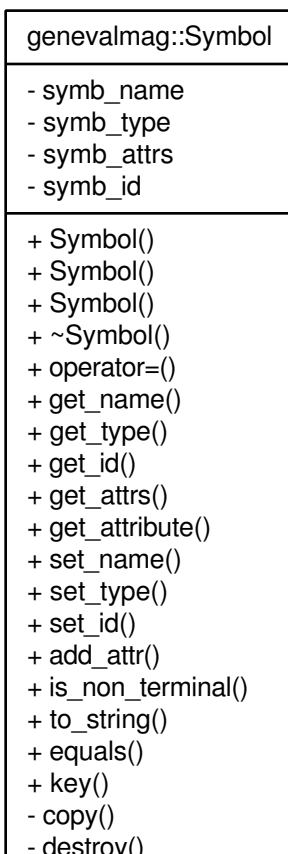 genevalmag::Symbol
- symb_name
- symb_type
- symb_attrs
- symb_id
+ Symbol()
+ Symbol()
+ Symbol()
+ ~Symbol()
+ operator=()
+ get_name()
+ get_type()
+ get_id()
+ get_attrs()
+ get_attribute()
+ set_name()
+ set_type()
+ set_id()
+ add_attr()
+ is_non_terminal()
+ to_string()
+ equals()
+ key()
- copy()
- destroy()